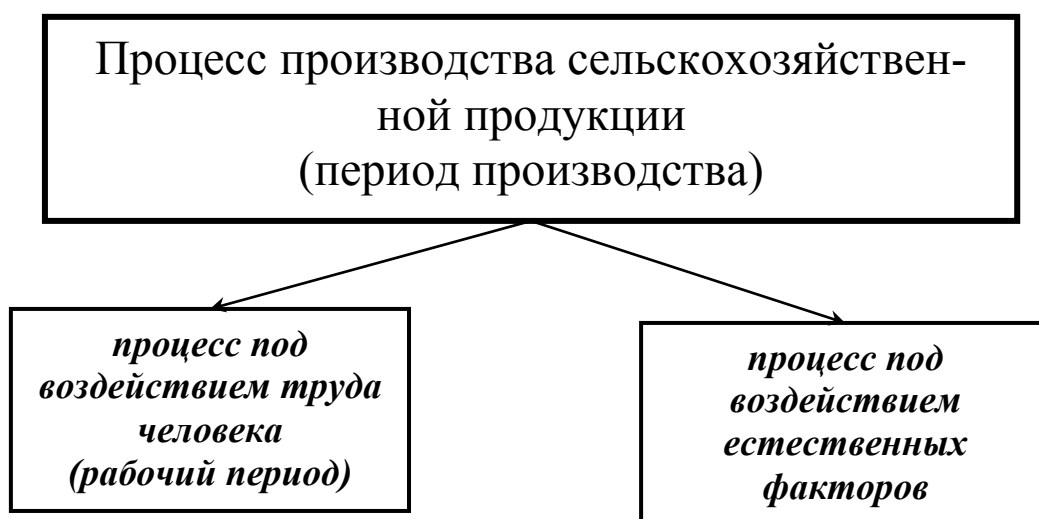 Процесс производства сельскохозяйствен-
ной продукции
(период производства)
процесс под
воздействием труда
человека
(рабочий период)
процесс под
воздействием
естественных
факторов